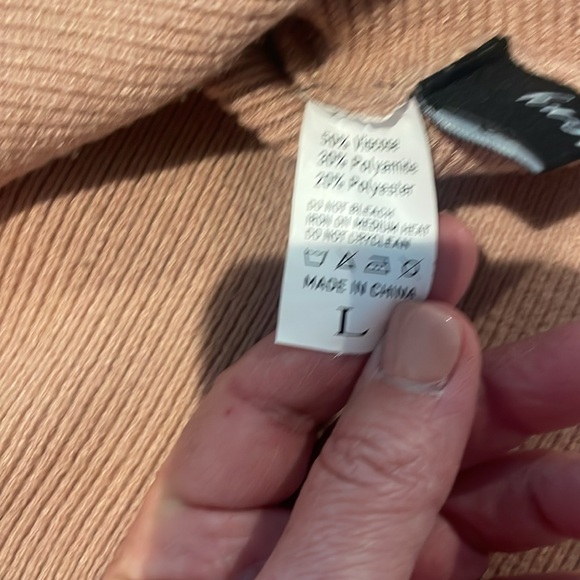 50% Viscose
30% Polyamide
20% Polyester
DO NOT BLEACH
IRON ON MEDIUM HEAT
DO NOT DRYCLEAN
MADE IN CHINA
L